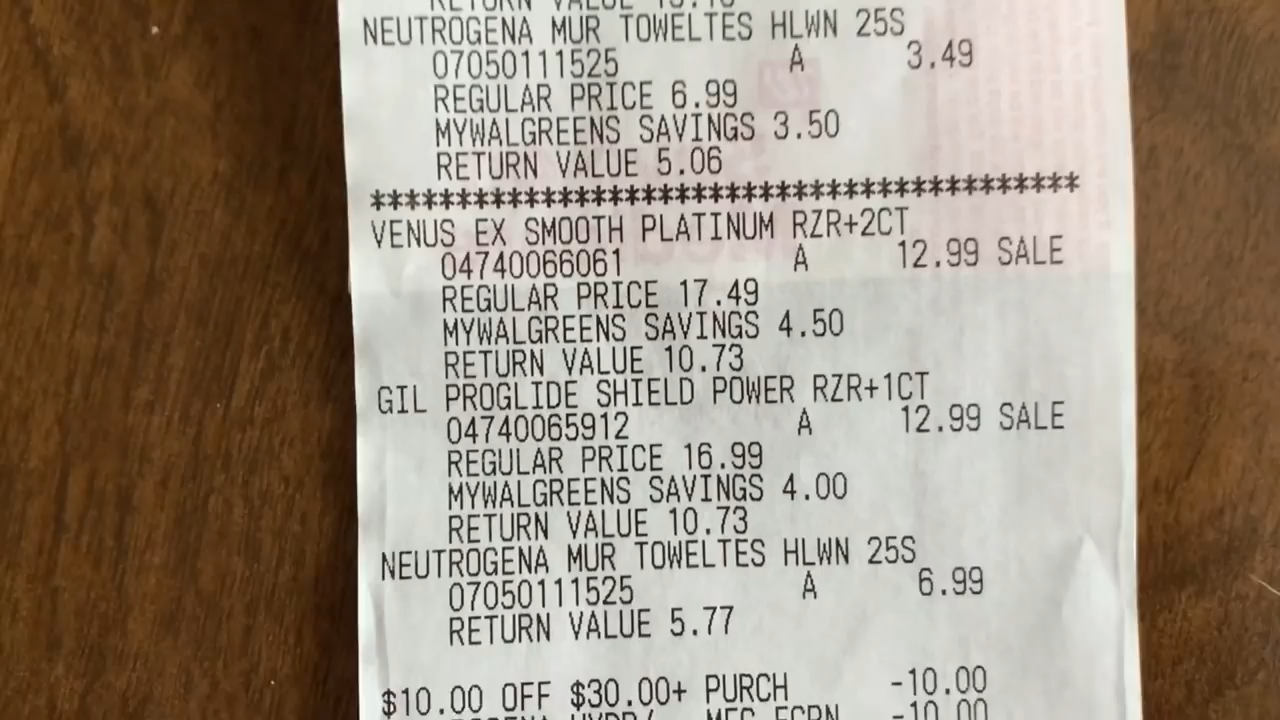 RETURN VALUE
NEUTROGENA MUR TOWELTES HLWN 25S
07050111525 A 3.49
REGULAR PRICE 6.99
MYWALGREENS SAVINGS 3.50
RETURN VALUE 5.06
******************************************
VENUS EX SMOOTH PLATINUM RZR+2CT
04740066061 A 12.99 SALE
REGULAR PRICE 17.49
MYWALGREENS SAVINGS 4.50
RETURN VALUE 10.73
GIL PROGLIDE SHIELD POWER RZR+1CT
04740065912 A 12.99 SALE
REGULAR PRICE 16.99
MYWALGREENS SAVINGS 4.00
RETURN VALUE 10.73
NEUTROGENA MUR TOWELTES HLWN 25S
07050111525 A 6.99
RETURN VALUE 5.77
$10.00 OFF $30.00+ PURCH -10.00
-10.00